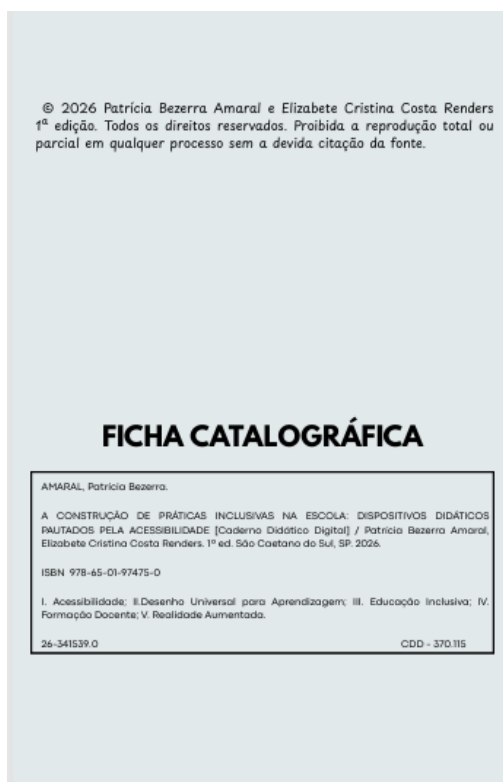 © 2026 Patrícia Bezerra Amaral e Elizabete Cristina Costa Renders
1ª edição. Todos os direitos reservados. Proibida a reprodução total ou
parcial em qualquer processo sem a devida citação da fonte.
FICHA CATALOGRÁFICA
AMARAL, Patrícia Bezerra.
A CONSTRUÇÃO DE PRÁTICAS INCLUSIVAS NA ESCOLA: DISPOSITIVOS DIDÁTICOS
PAUTADOS PELA ACESSIBILIDADE [Caderno Didático Digital] / Patrícia Bezerra Amaral,
Elizabete Cristina Costa Renders. 1ª ed. São Caetano do Sul, SP. 2026.
ISBN 978-65-01-97475-0
I. Acessibilidade; II.Desenho Universal para Aprendizagem; III. Educação Inclusiva; IV.
Formação Docente; V. Realidade Aumentada.
26-341539.0 CDD - 370.115